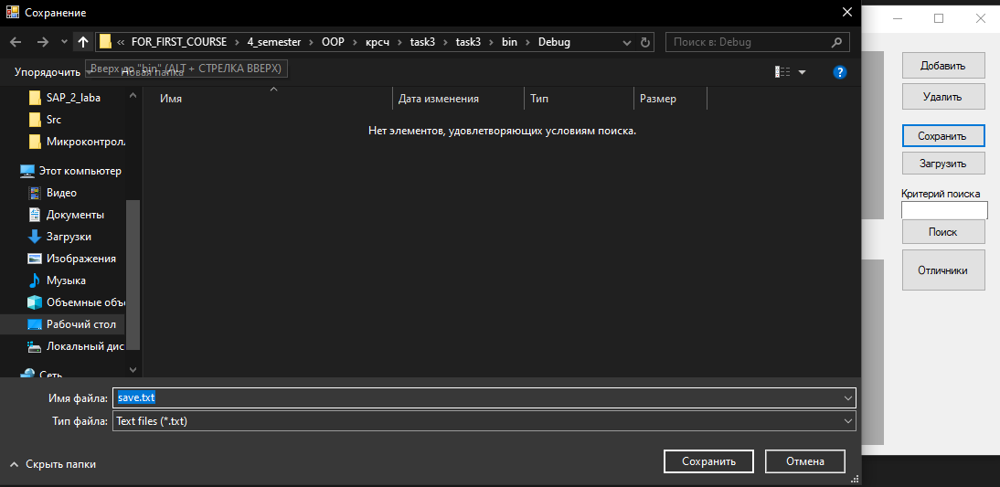 Сохранение
« FOR_FIRST_COURSE › 4_semester › OOP › крсч › task3 › task3 › bin › Debug
Поиск в: Debug
Упорядочить
Новая папка
Вверх до "bin" (ALT + СТРЕЛКА ВВЕРХ)
?
SAP_2_laba
Src
Микроконтрол
Этот компьютер
Видео
Документы
Загрузки
Изображения
Музыка
Объемные объ
Рабочий стол
Локальный дис
Сеть
Имя
Дата изменения
Тип
Размер
Нет элементов, удовлетворяющих условиям поиска.
Имя файла: save.txt
Тип файла: Text files (*.txt)
Скрыть папки
Сохранить
Отмена
Добавить
Удалить
Сохранить
Загрузить
Критерий поиска
Поиск
Отличники